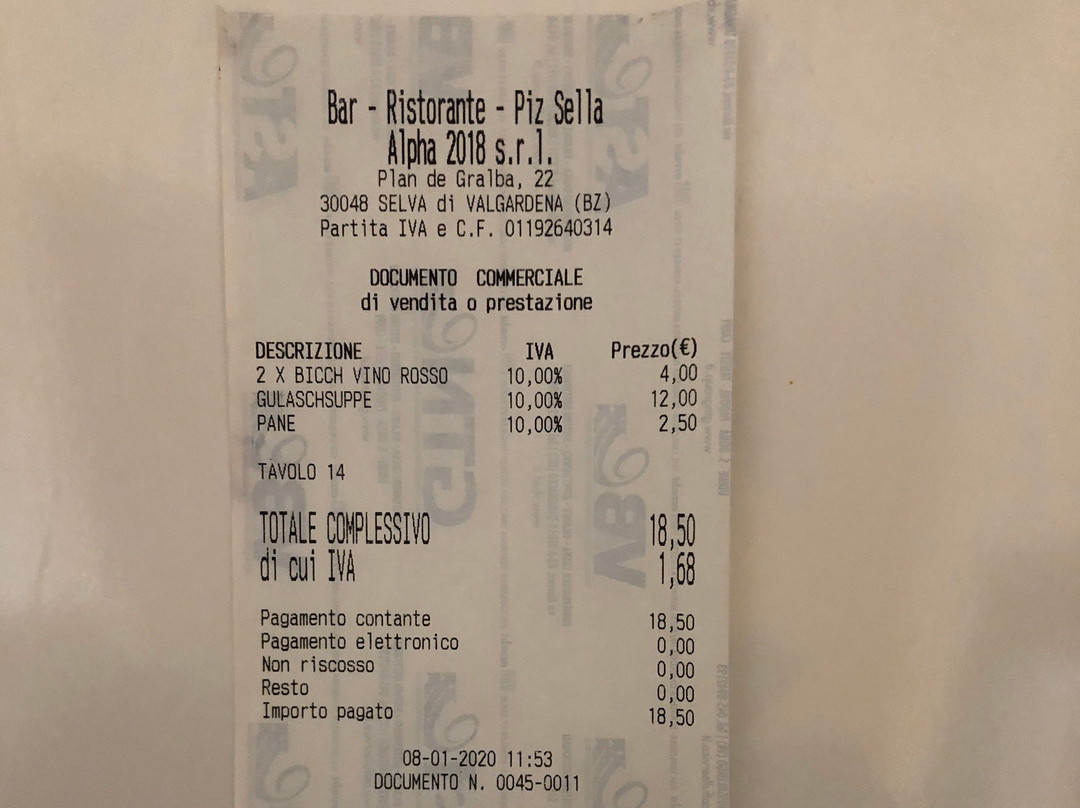 Bar - Ristorante - Piz Sella
Alpha 2018 s.r.l.
Plan de Gralba, 22
30048 SELVA di VALGARDENA (BZ)
Partita IVA e C.F. 01192640314
DOCUMENTO COMMERCIALE
di vendita o prestazione
DESCRIZIONE IVA Prezzo(€)
2 X BICCH VINO ROSSO 10,00% 4,00
GULASCHSUPPE 10,00% 12,00
PANE 10,00% 2,50
TAVOLO 14
TOTALE COMPLESSIVO 18,50
di cui IVA 1,68
Pagamento contante 18,50
Pagamento elettronico 0,00
Non riscosso 0,00
Resto 0,00
Importo pagato 18,50
08-01-2020 11:53
DOCUMENTO N. 0045-0011